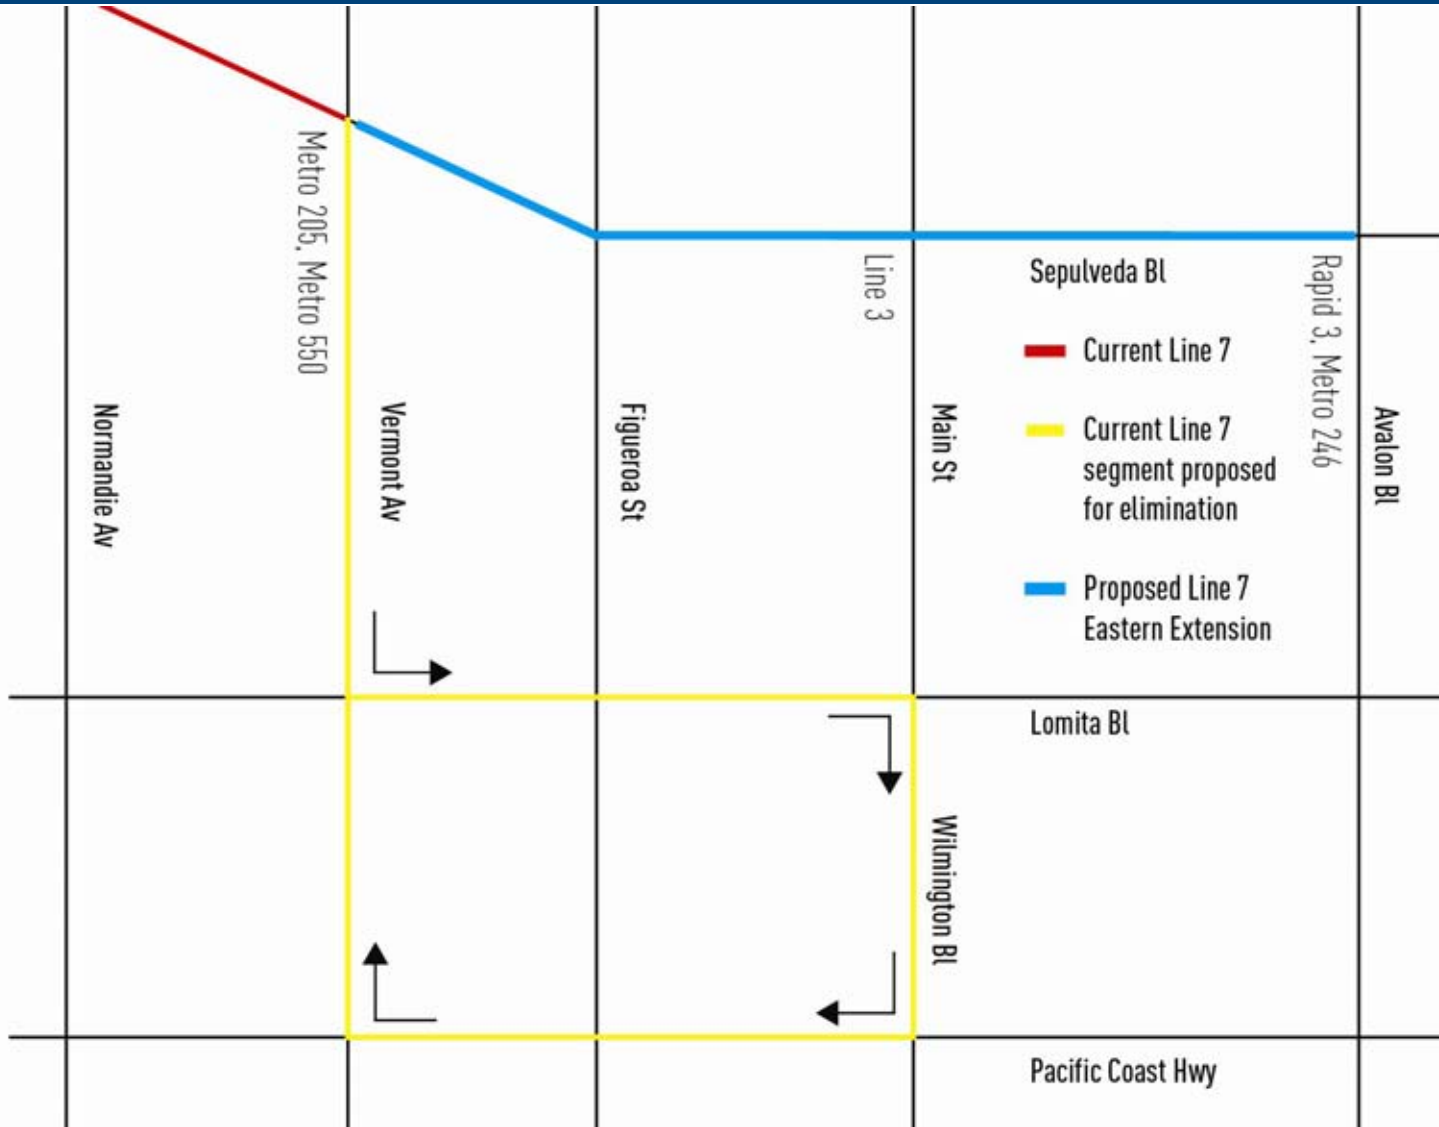 Metro 205, Metro 550
Line 3
Sepulveda Bl
Rapid 3, Metro 246
Current Line 7
Current Line 7
segment proposed
for elimination
Proposed Line 7
Eastern Extension
Normandie Av
Vermont Av
Figueroa St
Main St
Avalon Bl
Lomita Bl
Wilmington Bl
Pacific Coast Hwy